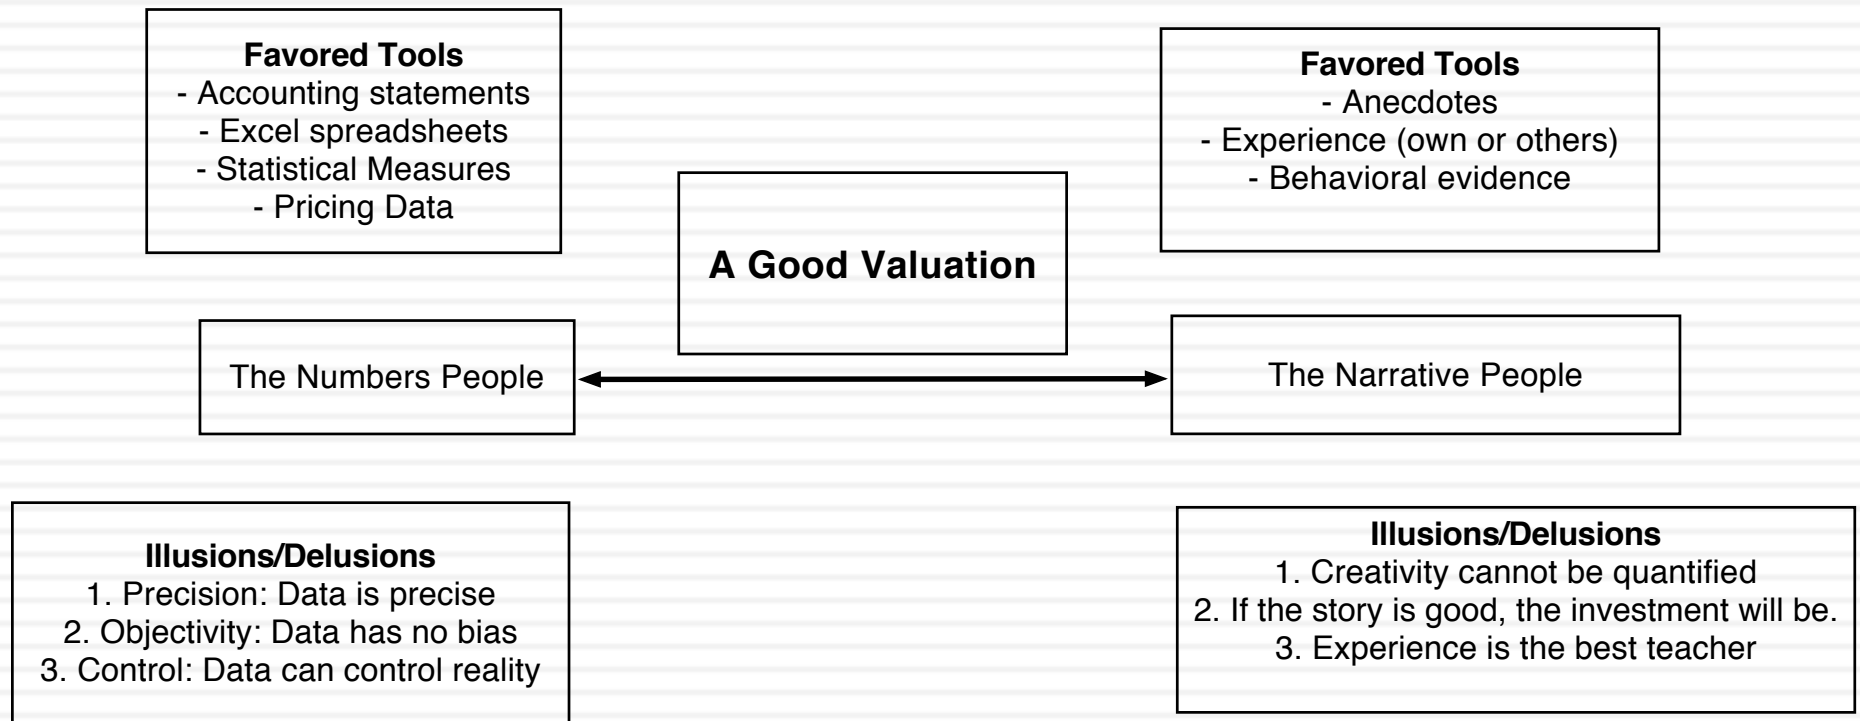 Favored Tools
- Accounting statements
- Excel spreadsheets
- Statistical Measures
- Pricing Data
Favored Tools
- Anecdotes
- Experience (own or others)
- Behavioral evidence
A Good Valuation
The Numbers People
The Narrative People
Illusions/Delusions
1. Precision: Data is precise
2. Objectivity: Data has no bias
3. Control: Data can control reality
Illusions/Delusions
1. Creativity cannot be quantified
2. If the story is good, the investment will be.
3. Experience is the best teacher